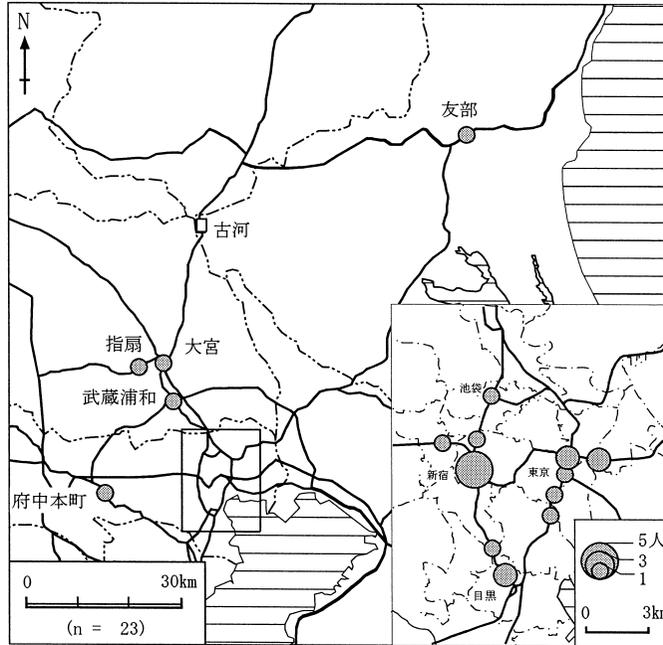 N
友部
古河
指扇
大宮
武蔵浦和
池袋
新宿
東京
府中本町
目黒
5人
3
1
0 30km
(n = 23)
0 3km